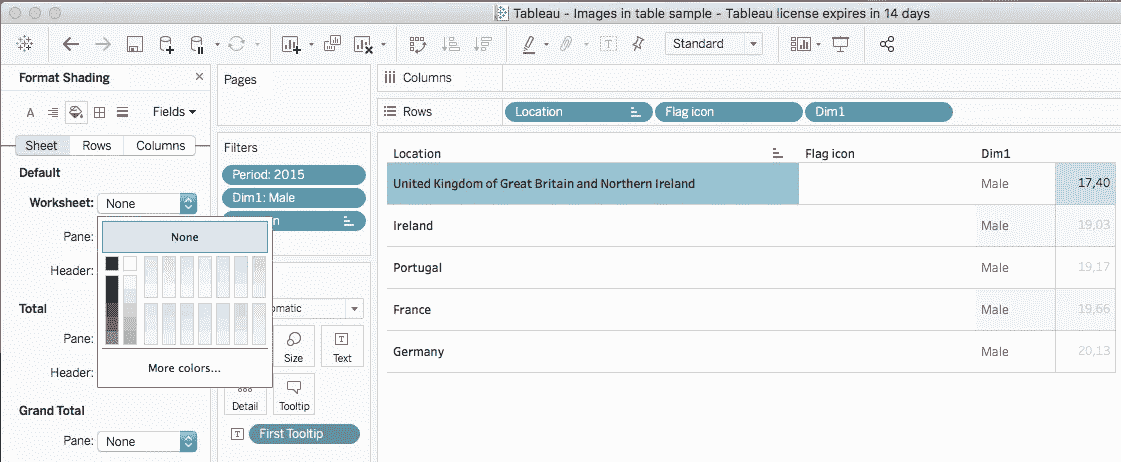 Tableau - Images in table sample - Tableau license expires in 14 days
Standard
Format Shading
Fields
Sheet Rows Columns
Default
Worksheet: None
Pane:
None
Header:
Total
Pane:
More colors...
Header:
Grand Total
Pane: None
Pages
Filters
Period: 2015
Dim1: Male
Size Text
Detail Tooltip
First Tooltip
Columns
Rows Location Flag icon Dim1
Location Flag icon Dim1
United Kingdom of Great Britain and Northern Ireland Male 17,40
Ireland Male 19,03
Portugal Male 19,17
France Male 19,66
Germany Male 20,13